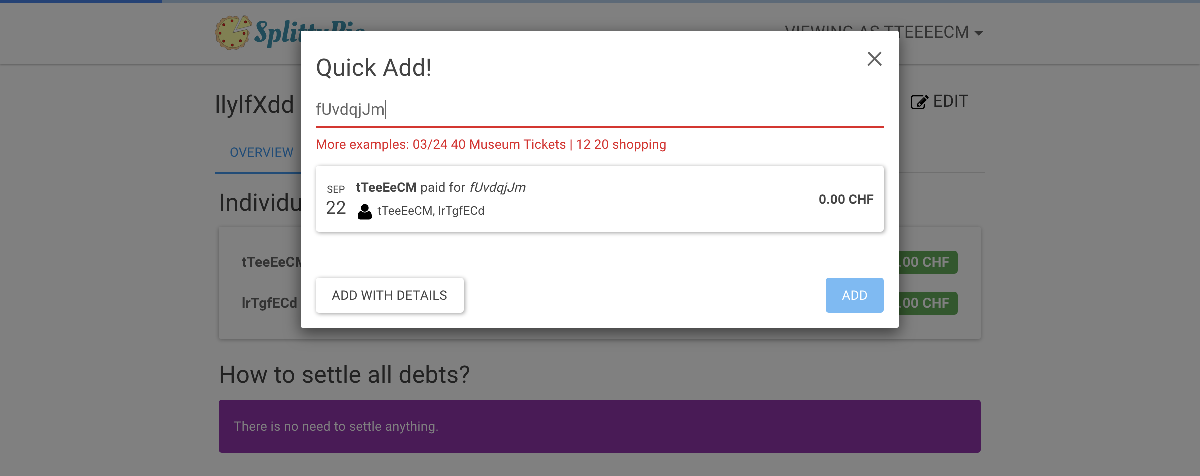 SplittyPie
VIEWING AS TTEEEECM
Quick Add!
llylfXdd
EDIT
fUvdqjJm
More examples: 03/24 40 Museum Tickets | 12 20 shopping
OVERVIEW
SEP
22
tTeeEeCM paid for fUvdqjJm
tTeeEeCM, lrTgfECd
0.00 CHF
Individu
tTeeEeCM
.00 CHF
lrTgfECd
.00 CHF
ADD WITH DETAILS
ADD
How to settle all debts?
There is no need to settle anything.